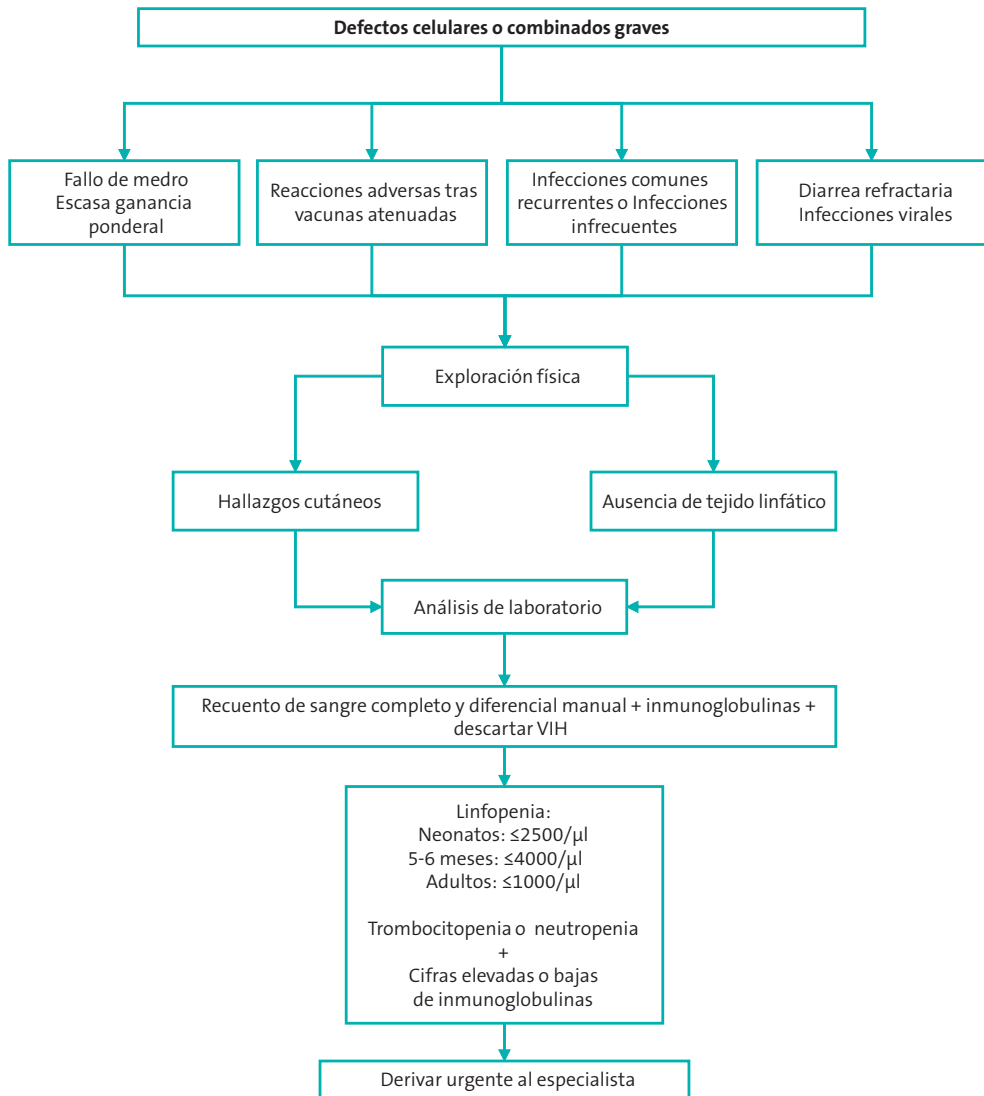 Defectos celulares o combinados graves
Fallo de medro
Escasa ganancia
ponderal
Reacciones adversas tras
vacunas atenuadas
Infecciones comunes
recurrentes o Infecciones
infrecuentes
Diarrea refractaria
Infecciones virales
Exploración física
Hallazgos cutáneos
Ausencia de tejido linfático
Análisis de laboratorio
Recuento de sangre completo y diferencial manual + inmunoglobulinas +
descartar VIH
Linfopenia:
Neonatos: ≤2500/µl
5-6 meses: ≤4000/µl
Adultos: ≤1000/µl
Trombocitopenia o neutropenia
+
Cifras elevadas o bajas
de inmunoglobulinas
Derivar urgente al especialista